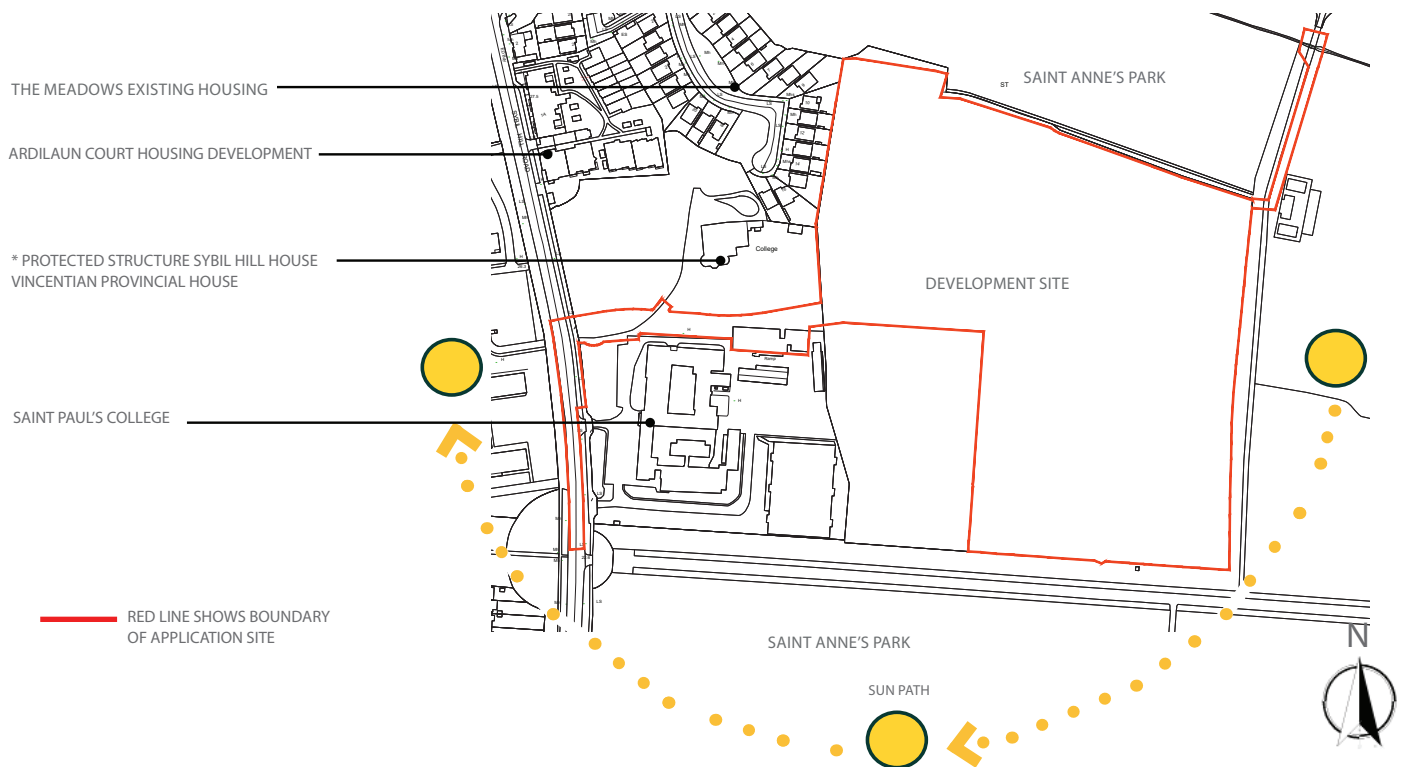 THE MEADOWS EXISTING HOUSING
ARDILAUN COURT HOUSING DEVELOPMENT
* PROTECTED STRUCTURE SYBIL HILL HOUSE
VINCENTIAN PROVINCIAL HOUSE
SAINT PAUL'S COLLEGE
RED LINE SHOWS BOUNDARY
OF APPLICATION SITE
SAINT ANNE'S PARK
ST
College
DEVELOPMENT SITE
H
H
H
H
SAINT ANNE'S PARK
SUN PATH
N